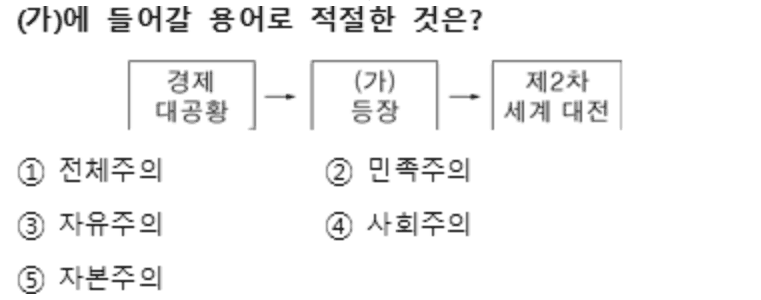 (가)에 들어갈 용어로 적절한 것은?
경제 (가) 제2차
대공황 → 등장 → 세계 대전
① 전체주의 ② 민족주의
③ 자유주의 ④ 사회주의
⑤ 자본주의